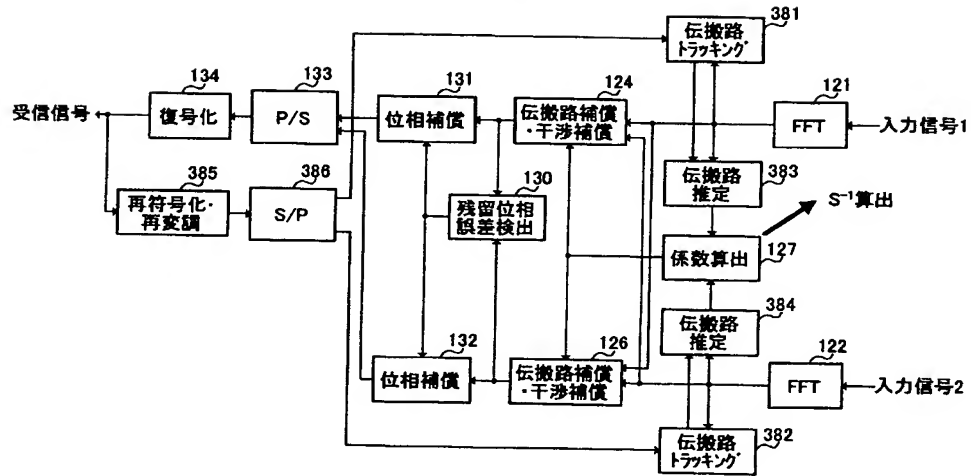 381
伝搬路
トラッキング
134
133
131
124
121
受信信号
復号化
P/S
位相補償
伝搬路補償
・干渉補償
FFT
入力信号1
385
386
130
383
再符号化・
再変調
S/P
残留位相
誤差検出
伝搬路
推定
S⁻¹算出
係数算出
127
384
伝搬路
推定
132
126
122
位相補償
伝搬路補償
・干渉補償
FFT
入力信号2
伝搬路
トラッキング
382